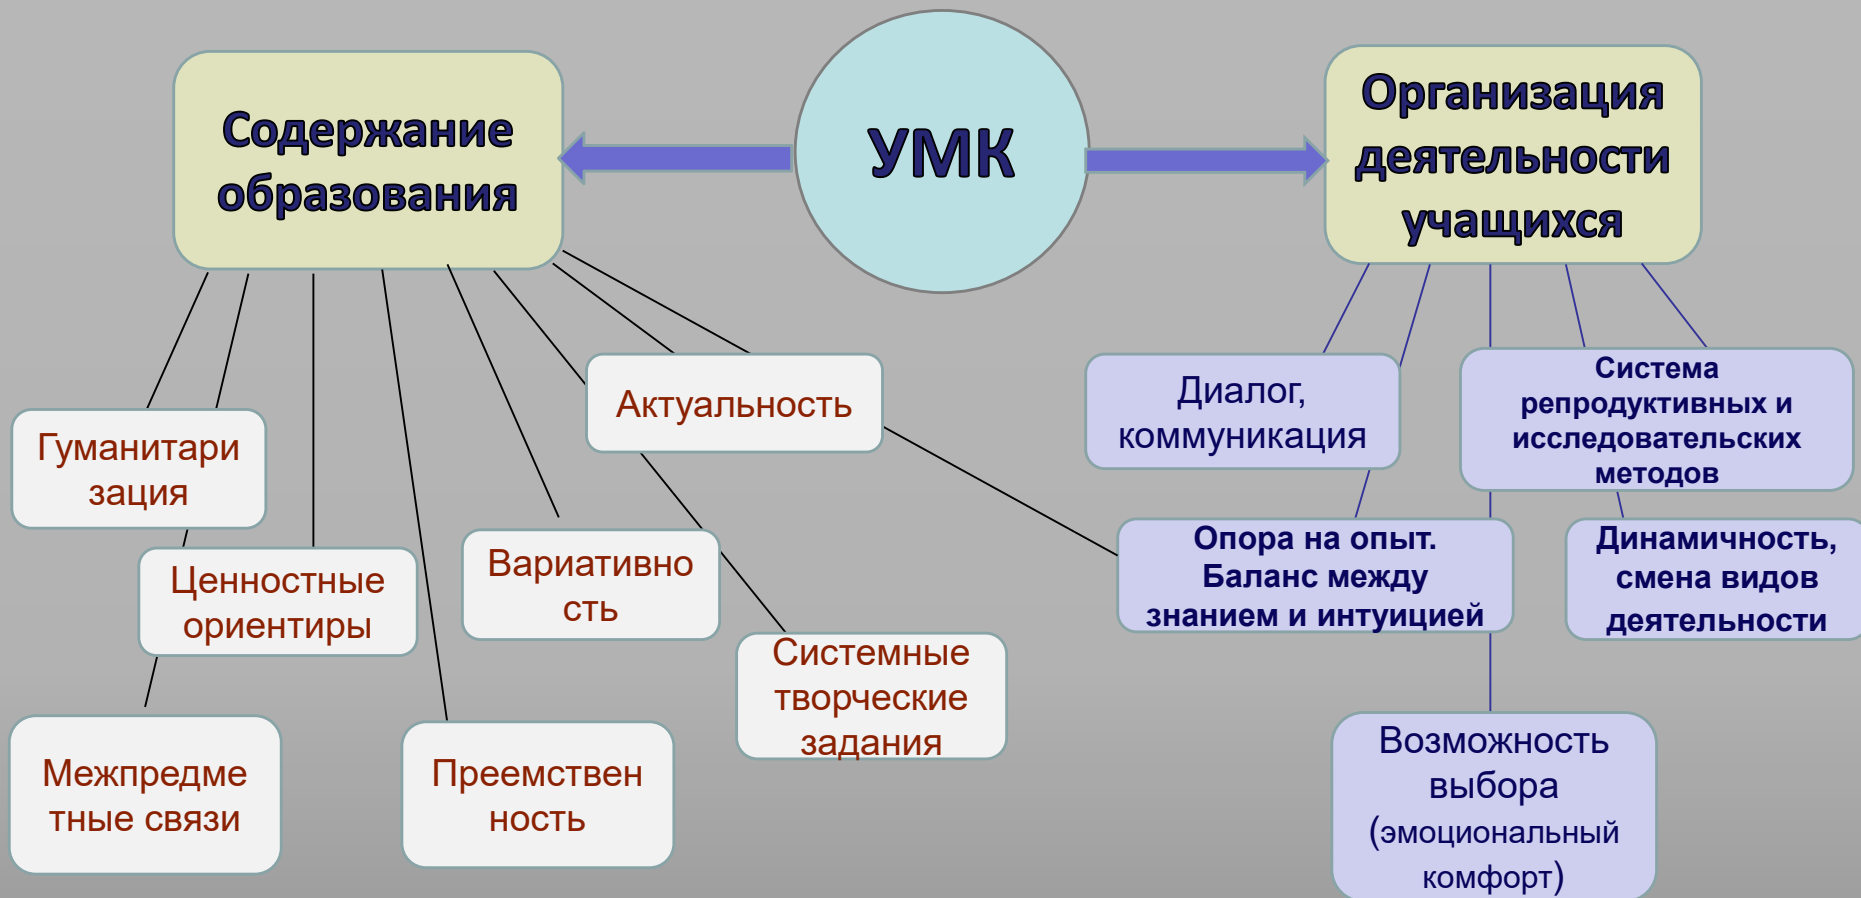 УМК
Содержание
образования
Организация
деятельности
учащихся
Гуманитари
зация
Ценностные
ориентиры
Межпредме
тные связи
Преемствен
ность
Вариативно
сть
Актуальность
Системные
творческие
задания
Диалог,
коммуникация
Система
репродуктивных и
исследовательских
методов
Опора на опыт.
Баланс между
знанием и интуицией
Динамичность,
смена видов
деятельности
Возможность
выбора
(эмоциональный
комфорт)